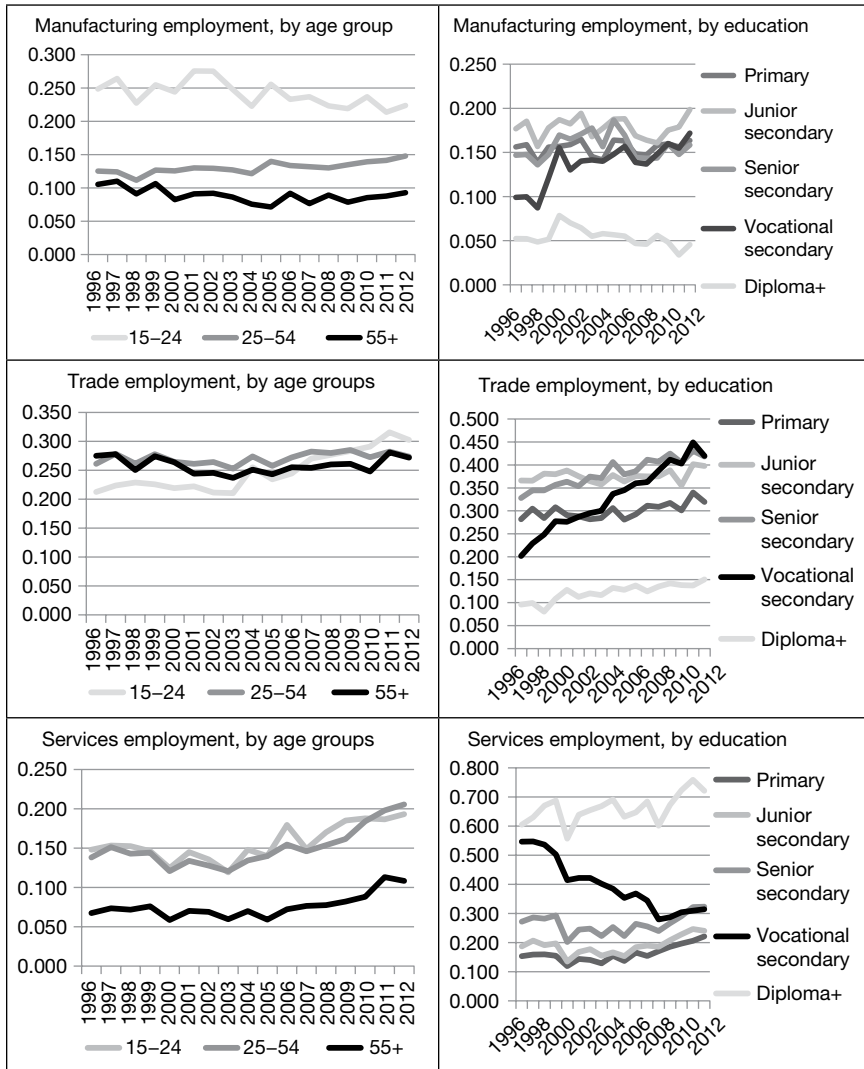 Manufacturing employment, by age group
0.300
0.250
0.200
0.150
0.100
0.050
0.000
1996 1997 1998 1999 2000 2001 2002 2003 2004 2005 2006 2007 2008 2009 2010 2011 2012
15–24 25–54 55+
Manufacturing employment, by education
0.250
0.200
0.150
0.100
0.050
0.000
1996 1998 2000 2002 2004 2006 2008 2010 2012
Primary
Junior
secondary
Senior
secondary
Vocational
secondary
Diploma+
Trade employment, by age groups
0.350
0.300
0.250
0.200
0.150
0.100
0.050
0.000
1996 1997 1998 1999 2000 2001 2002 2003 2004 2005 2006 2007 2008 2009 2010 2011 2012
15–24 25–54 55+
Trade employment, by education
0.500
0.450
0.400
0.350
0.300
0.250
0.200
0.150
0.100
0.050
0.000
1996 1998 2000 2002 2004 2006 2008 2010 2012
Primary
Junior
secondary
Senior
secondary
Vocational
secondary
Diploma+
Services employment, by age groups
0.250
0.200
0.150
0.100
0.050
0.000
1996 1997 1998 1999 2000 2001 2002 2003 2004 2005 2006 2007 2008 2009 2010 2011 2012
15–24 25–54 55+
Services employment, by education
0.800
0.700
0.600
0.500
0.400
0.300
0.200
0.100
0.000
1996 1998 2000 2002 2004 2006 2008 2010 2012
Primary
Junior
secondary
Senior
secondary
Vocational
secondary
Diploma+